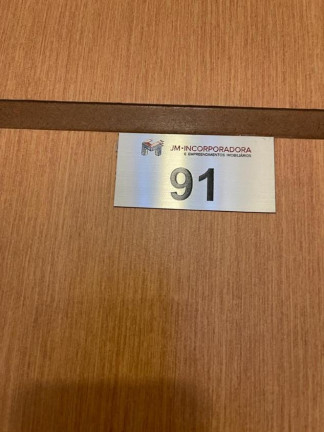 JM-INCORPORADORA
E EMPREENDIMENTOS IMOBILIÁRIOS
91